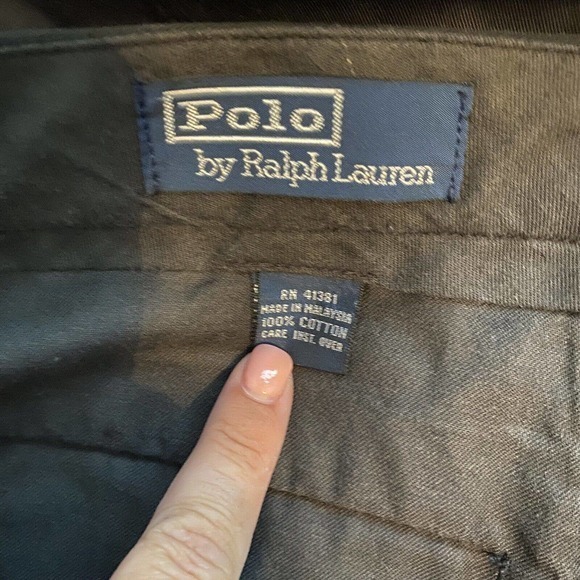 Polo
by Ralph Lauren
RN 41381
MADE IN MALAYSIA
100% COTTON
CARE INST. OVER